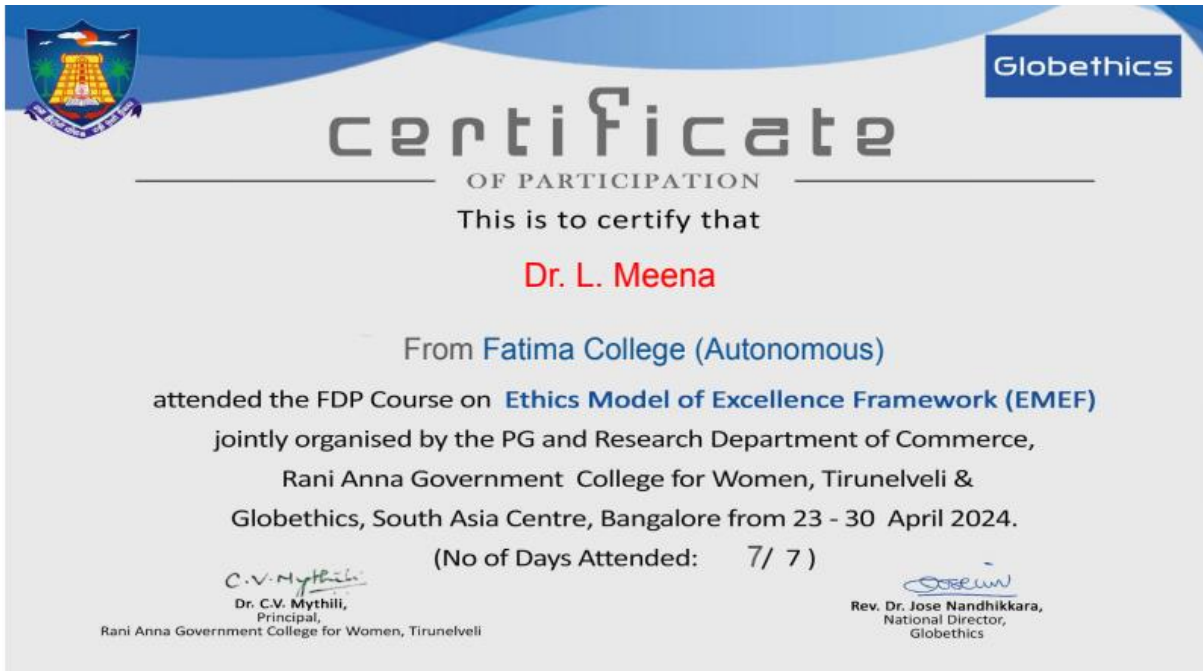 Globethics
certificate
OF PARTICIPATION
This is to certify that
Dr. L. Meena
From Fatima College (Autonomous)
attended the FDP Course on Ethics Model of Excellence Framework (EMEF)
jointly organised by the PG and Research Department of Commerce,
Rani Anna Government College for Women, Tirunelveli &
Globethics, South Asia Centre, Bangalore from 23 - 30 April 2024.
(No of Days Attended: 7/ 7 )
C.V. Mythili
Dr. C.V. Mythili,
Principal,
Rani Anna Government College for Women, Tirunelveli
Rev. Dr. Jose Nandhikkara,
National Director,
Globethics